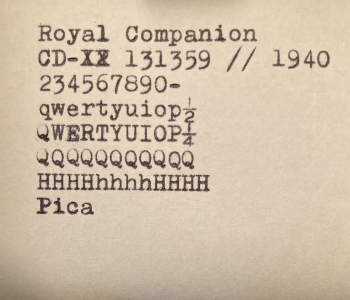 Royal Companion
CD-XX 131359 // 1940
234567890-
qwertyuiop½
QWERTYUIOP¼
QQQQQQQQQQQ
HHHHhhhhHHHH
Pica